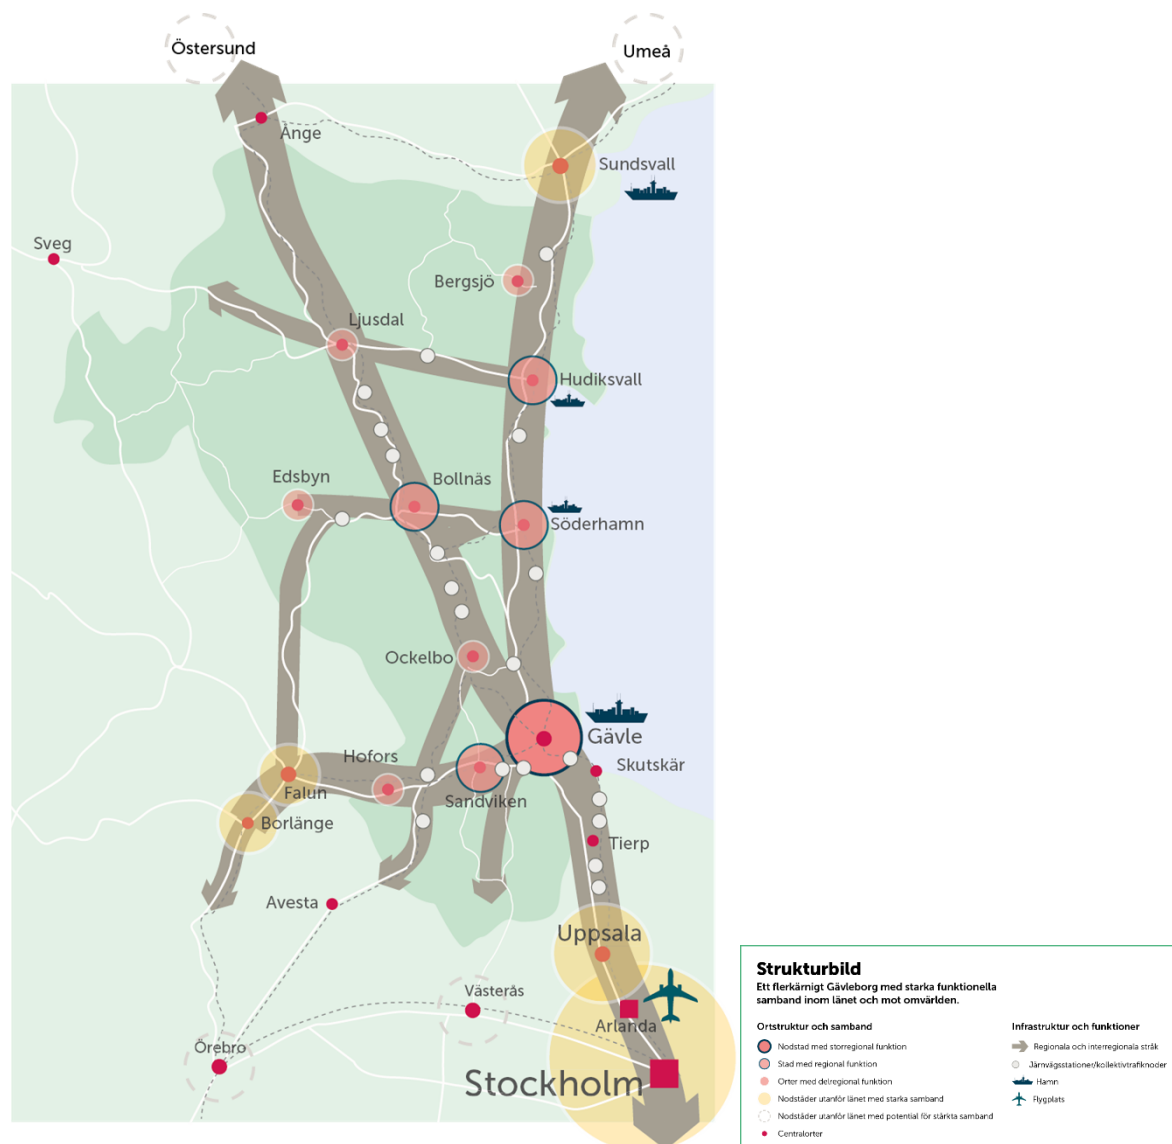 Östersund
Umeå
Ånge
Sundsvall
Sveg
Bergsjö
Ljusdal
Hudiksvall
Edsbyn
Bollnäs
Söderhamn
Ockelbo
Gävle
Hofors
Skutskär
Falun
Sandviken
Borlänge
Tierp
Avesta
Uppsala
Västerås
Arlanda
Örebro
Stockholm
Strukturbild
Ett flerkärnigt Gävleborg med starka funktionella
samband inom länet och mot omvärlden.
Ortstruktur och samband
Nodstad med storregional funktion
Stad med regional funktion
Orter med delregional funktion
Nodstäder utanför länet med starka samband
Nodstäder utanför länet med potential för stärkta samband
Centralorter
Infrastruktur och funktioner
Regionala och interregionala stråk
Järnvägsstationer/kollektivtrafiknoder
Hamn
Flygplats